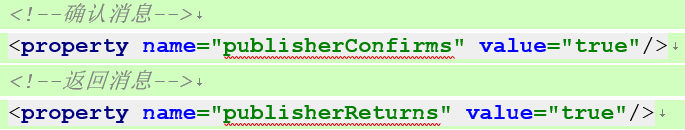 <!--确认消息-->↓
<property name="publisherConfirms" value="true"/>↓
<!--返回消息-->↓
<property name="publisherReturns" value="true"/>↓